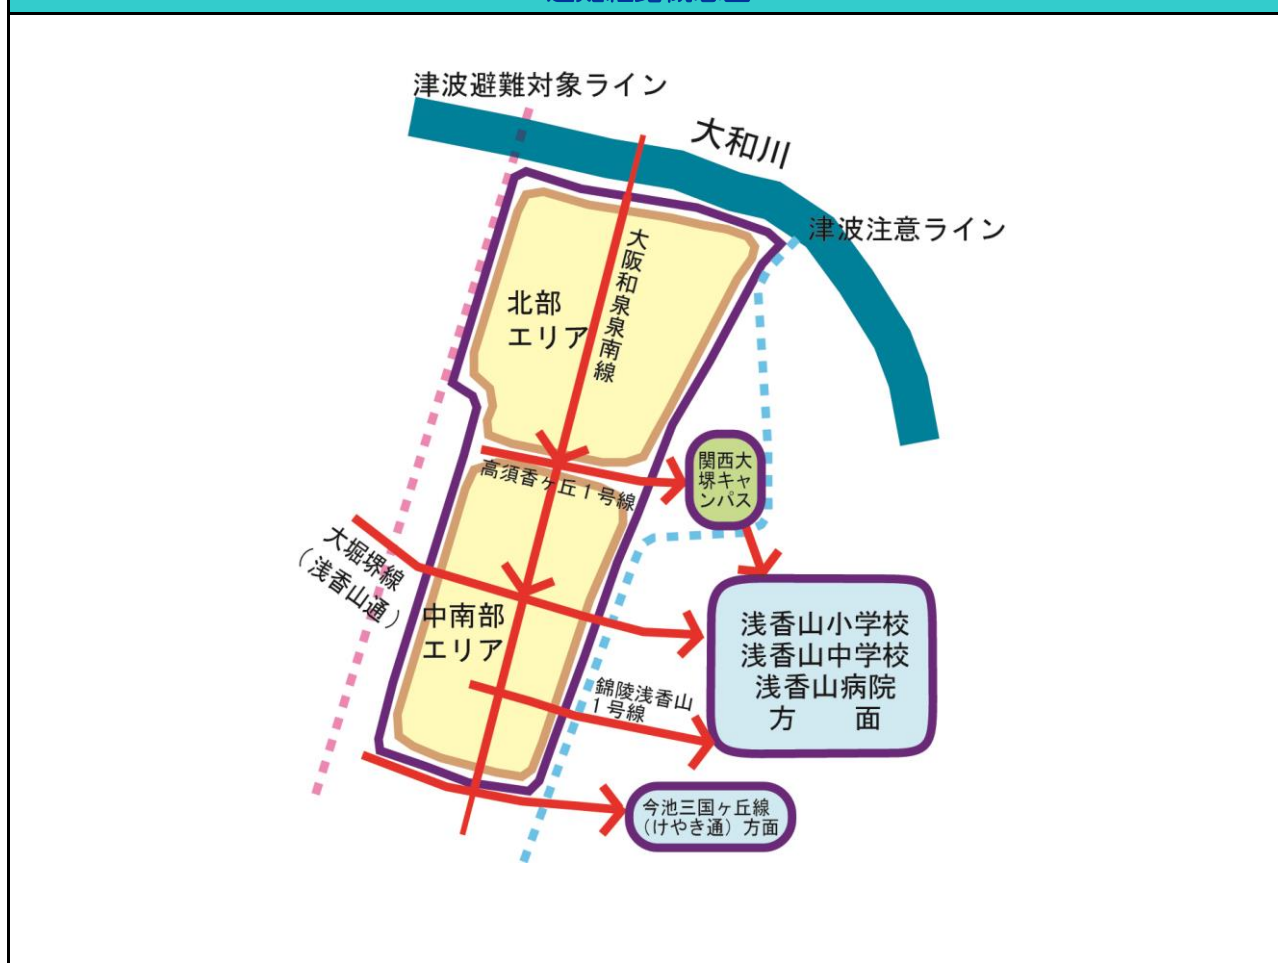 津波避難対象ライン
大和川
津波注意ライン
大阪和泉泉南線
北部
エリア
関西大
堺キャ
ンパス
高須香ヶ丘1号線
大堀堺線
（浅香山通）
中南部
エリア
浅香山小学校
浅香山中学校
浅香山病院
方　　面
錦陵浅香山
1号線
今池三国ヶ丘線
（けやき通）方面